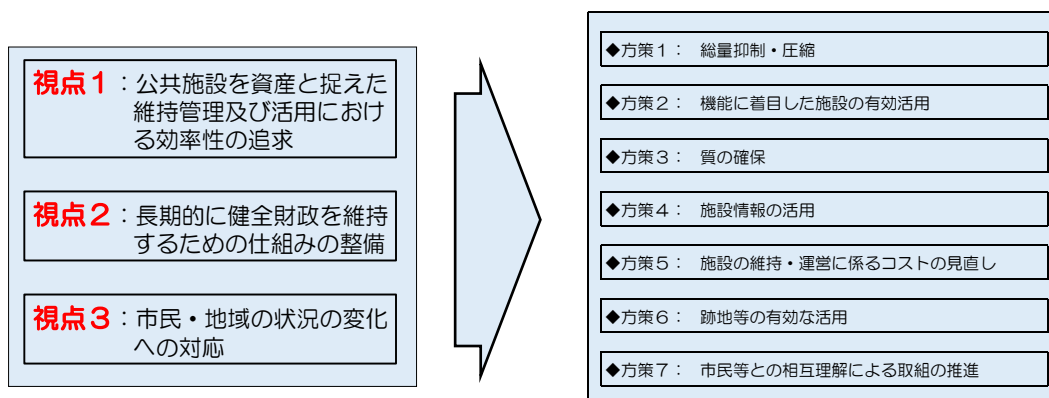 視点１：公共施設を資産と捉えた
維持管理及び活用におけ
る効率性の追求
視点２：長期的に健全財政を維持
するための仕組みの整備
視点３：市民・地域の状況の変化
への対応
◆方策１： 総量抑制・圧縮
◆方策２： 機能に着目した施設の有効活用
◆方策３： 質の確保
◆方策４： 施設情報の活用
◆方策５： 施設の維持・運営に係るコストの見直し
◆方策６： 跡地等の有効な活用
◆方策７： 市民等との相互理解による取組の推進